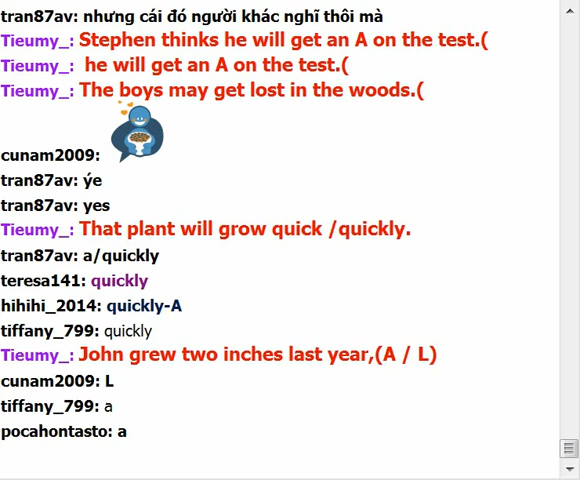 tran87av: nhưng cái đó người khác nghĩ thôi mà
Tieumy_: Stephen thinks he will get an A on the test.(
Tieumy_: he will get an A on the test.(
Tieumy_: The boys may get lost in the woods.(
cunam2009:
tran87av: ýe
tran87av: yes
Tieumy_: That plant will grow quick /quickly.
tran87av: a/quickly
teresa141: quickly
hihihi_2014: quickly-A
tiffany_799: quickly
Tieumy_: John grew two inches last year,(A / L)
cunam2009: L
tiffany_799: a
pocahontasto: a